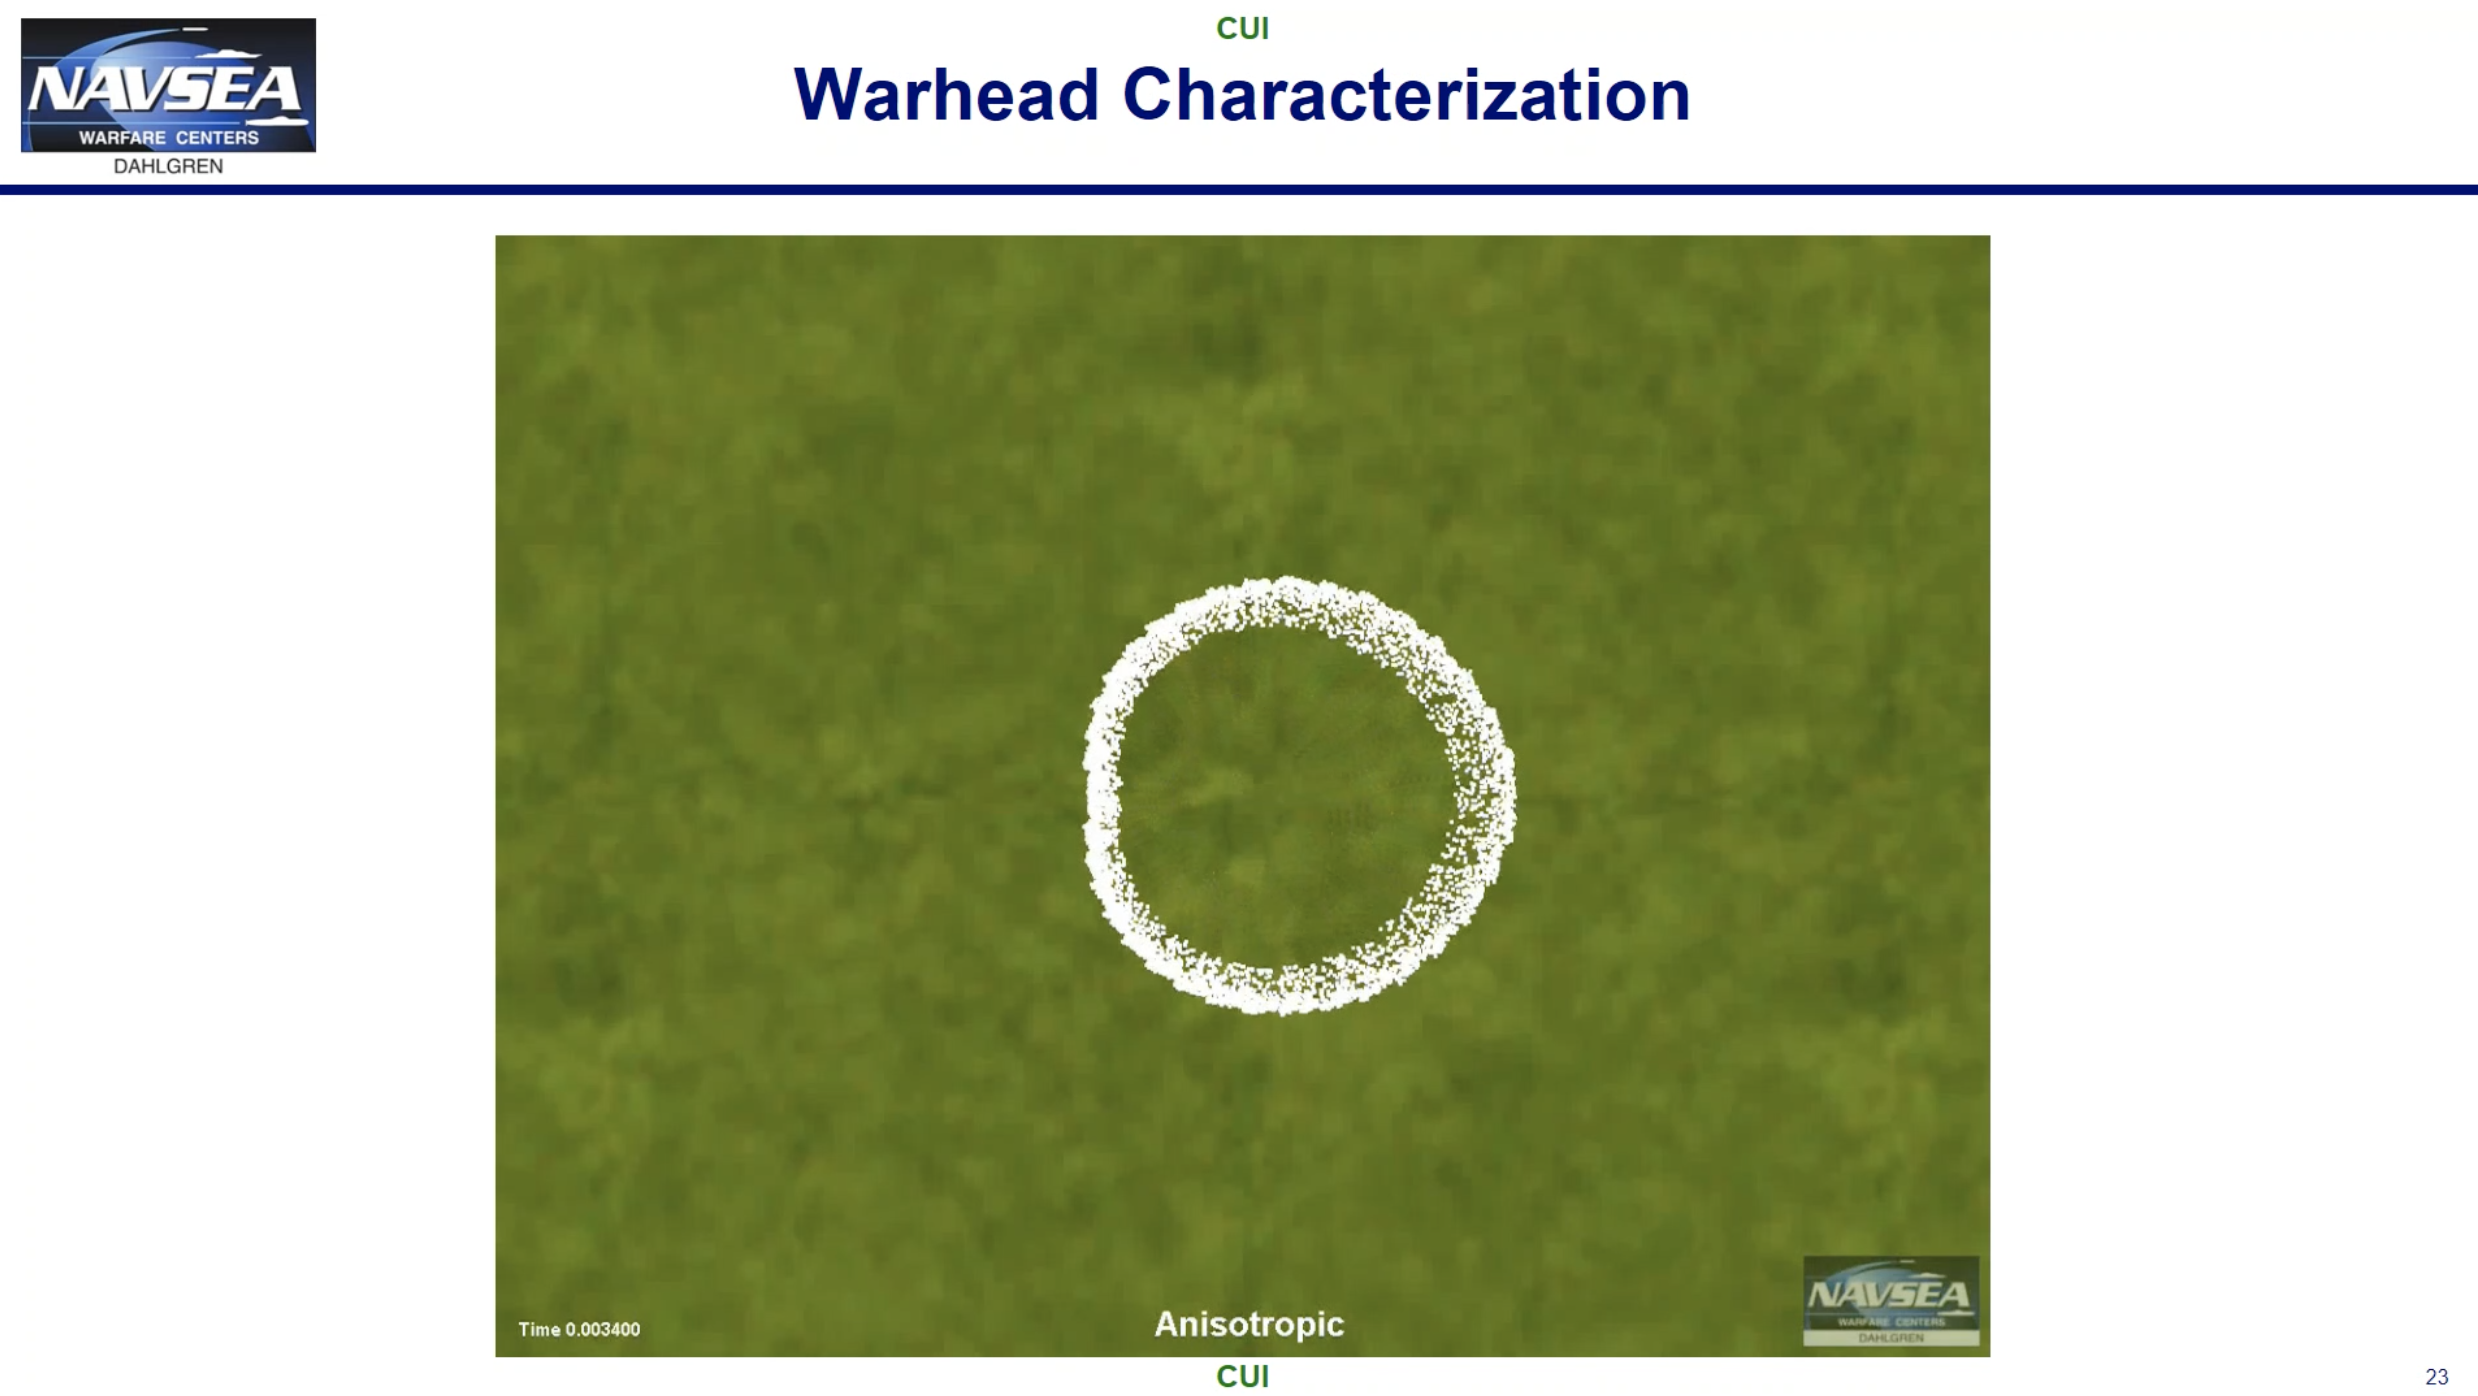 CUI
NAVSEA
WARFARE CENTERS
DAHLGREN
Warhead Characterization
Time 0.003400
Anisotropic
NAVSEA
WARFARE CENTERS
DAHLGREN
CUI
23